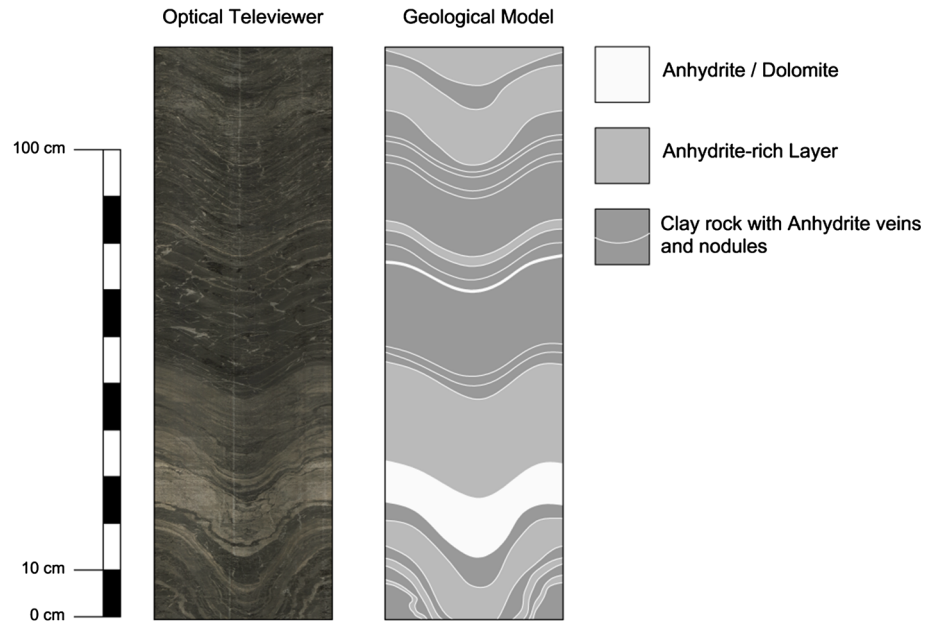 Optical Televiewer
Geological Model
Anhydrite / Dolomite
100 cm
Anhydrite-rich Layer
Clay rock with Anhydrite veins
and nodules
10 cm
0 cm